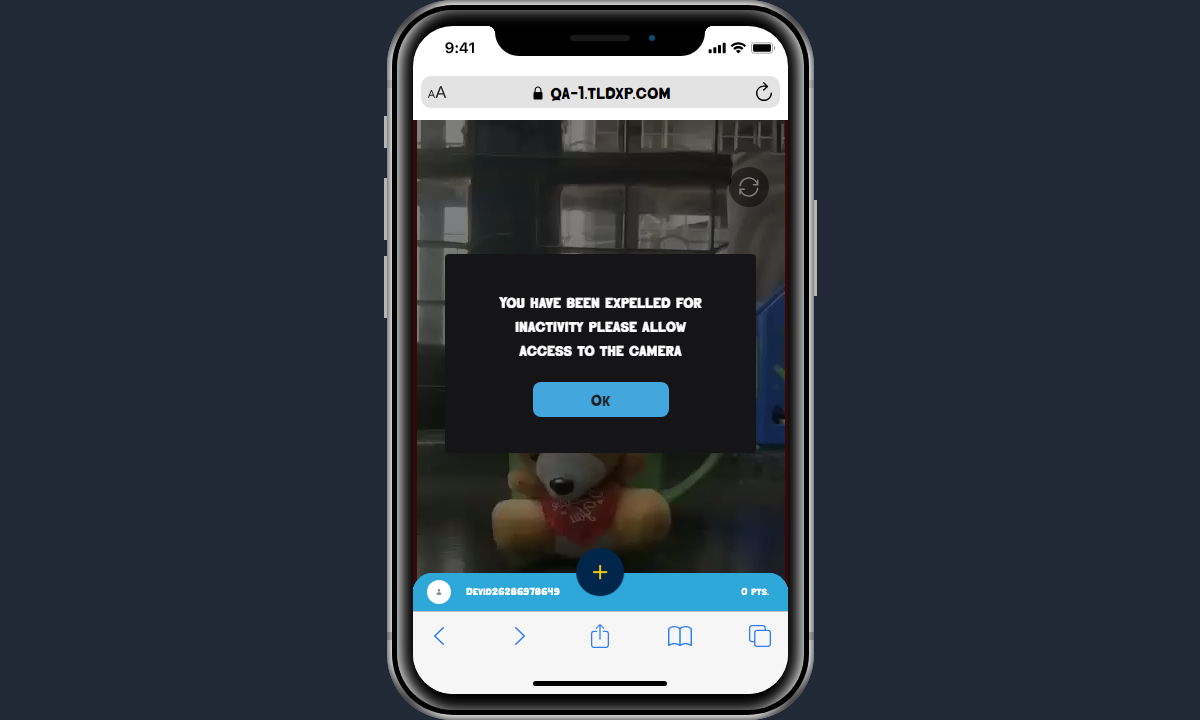 9:41
AA
QA-1.TLDXP.COM
YOU HAVE BEEN EXPELLED FOR
INACTIVITY PLEASE ALLOW
ACCESS TO THE CAMERA
OK
DEVID26286978649
0 PTS.